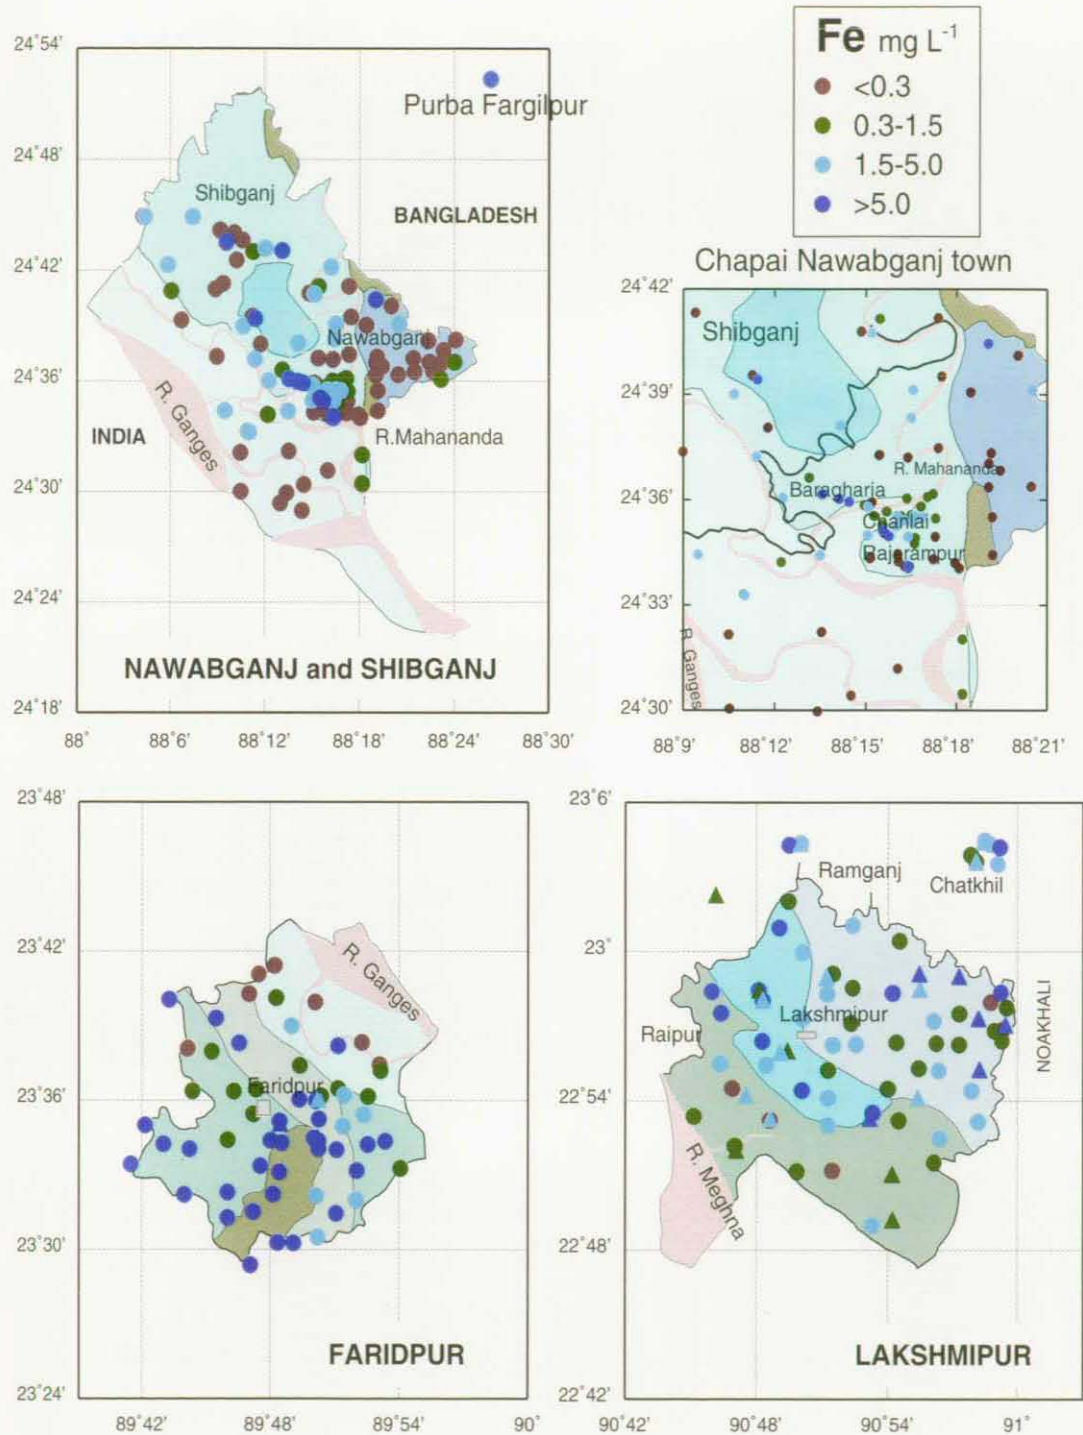 Fe mg L⁻¹
<0.3
0.3-1.5
1.5-5.0
>5.0
24°54'
24°48'
24°42'
24°36'
24°30'
24°24'
24°18'
Purba Fargilpur
Shibganj
BANGLADESH
Nawabganj
R. Ganges
INDIA
R.Mahananda
NAWABGANJ and SHIBGANJ
88° 88°6' 88°12' 88°18' 88°24' 88°30'
Chapai Nawabganj town
24°42'
24°39'
24°36'
24°33'
24°30'
Shibganj
R. Mahananda
Baragharia
Chanlai
Rajarampur
R. Ganges
88°9' 88°12' 88°15' 88°18' 88°21'
23°48'
23°42'
23°36'
23°30'
23°24'
R. Ganges
Faridpur
FARIDPUR
89°42' 89°48' 89°54' 90°
23°6'
23°
22°54'
22°48'
22°42'
Ramganj
Chatkhil
Lakshmipur
Raipur
NOAKHALI
R. Meghna
LAKSHMIPUR
90°42' 90°48' 90°54' 91°